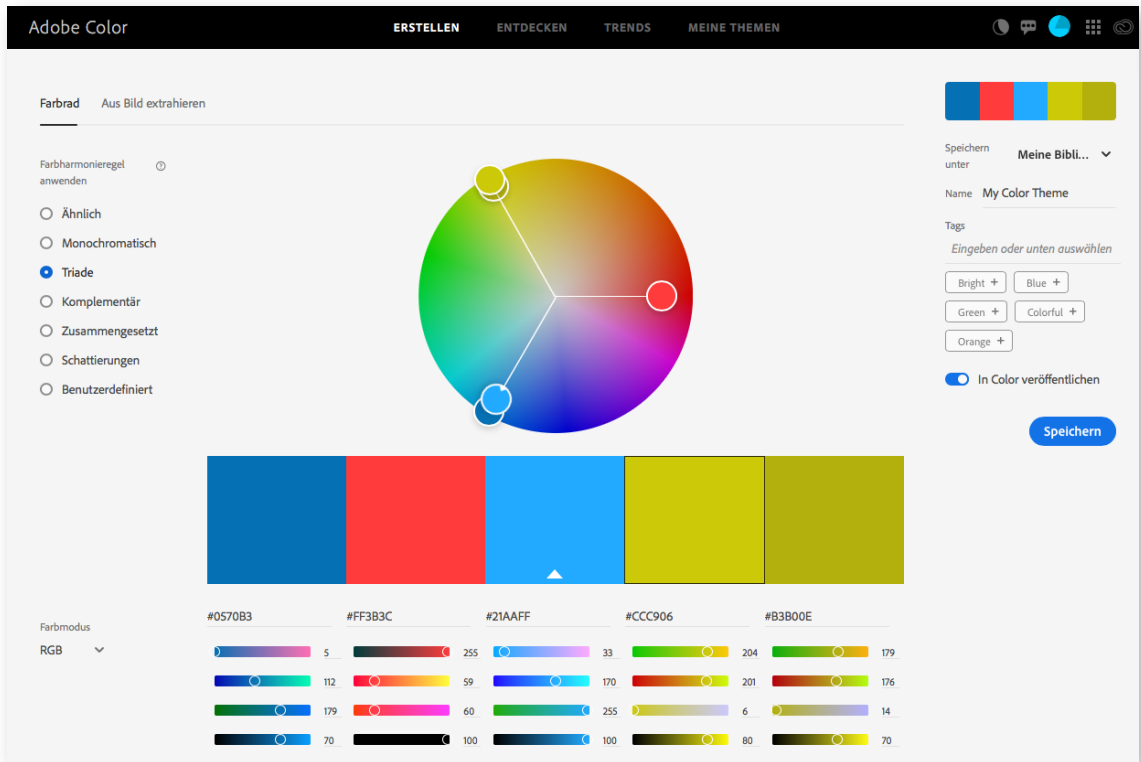 Adobe Color
ERSTELLEN ENTDECKEN TRENDS MEINE THEMEN
Farbrad Aus Bild extrahieren
Farbharmonieregel
anwenden
Ähnlich
Monochromatisch
Triade
Komplementär
Zusammengesetzt
Schattierungen
Benutzerdefiniert
Speichern
unter
Meine Bibli...
Name My Color Theme
Tags
Eingeben oder unten auswählen
Bright + Blue +
Green + Colorful +
Orange +
In Color veröffentlichen
Speichern
Farbmodus
RGB
#0570B3 #FF3B3C #21AAFF #CCC906 #B3B00E
5 255 33 204 179
112 59 170 201 176
179 60 255 6 14
70 100 100 80 70